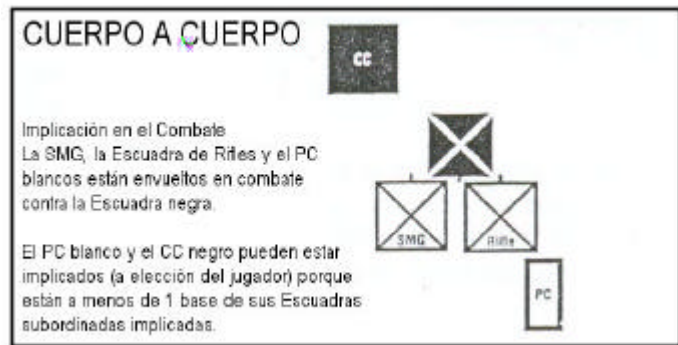 CUERPO A CUERPO
CC
Implicación en el Combate
La SMG, la Escuadra de Rifles y el PC
blancos están envueltos en combate
contra la Escuadra negra.
SMG
Rifle
El PC blanco y el CC negro pueden estar
implicados (a elección del jugador) porque
están a menos de 1 base de sus Escuadras
subordinadas implicadas.
PC